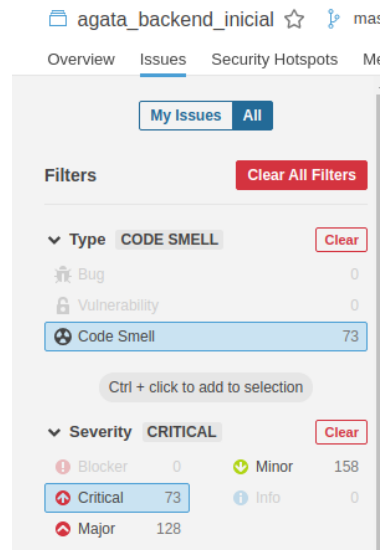 agata_backend_inicial
Overview Issues Security Hotspots
My Issues All
Filters Clear All Filters
Type CODE SMELL Clear
Bug 0
Vulnerability 0
Code Smell 73
Ctrl + click to add to selection
Severity CRITICAL Clear
Blocker 0 Minor 158
Critical 73 Info 0
Major 128